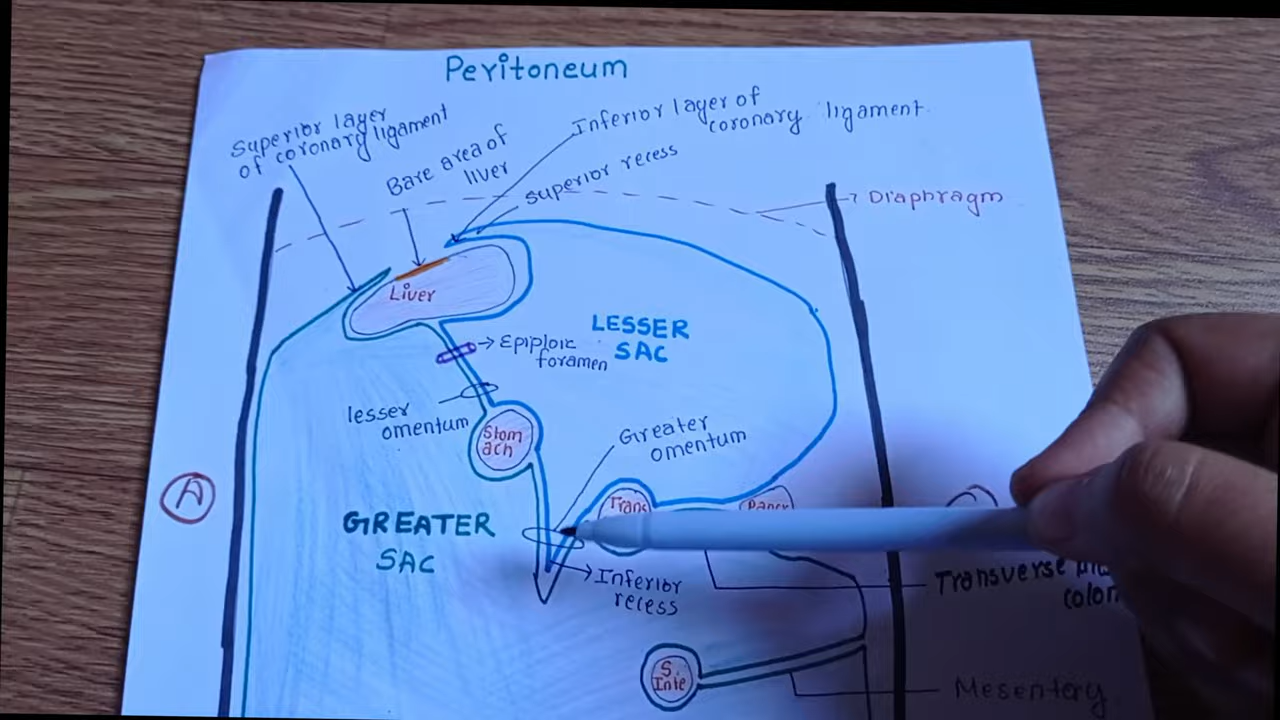 Peritoneum
Superior layer
of coronary ligament
Bare area of
liver
Inferior layer of
coronary ligament
superior recess
Diaphragm
Liver
LESSER
SAC
Epiploic
foramen
lesser
omentum
Stom
ach
Greater
omentum
A
GREATER
SAC
Trans
Pancr
Inferior
recess
Transverse
colon
S.
Inte
Mesentery